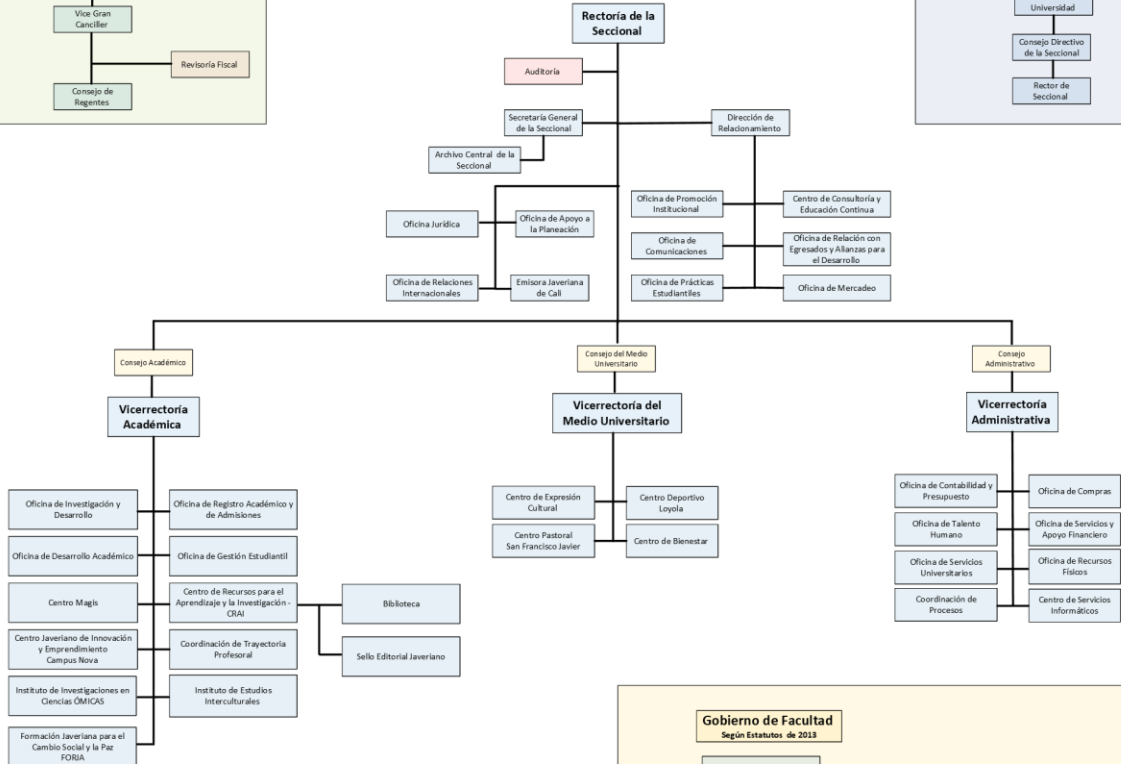 Vice Gran
Canciller
Revisoría Fiscal
Consejo de
Regentes
Rectoría de la
Seccional
Auditoría
Secretaría General
de la Seccional
Archivo Central de la
Seccional
Dirección de
Relacionamiento
Universidad
Consejo Directivo
de la Seccional
Rector de
Seccional
Oficina Jurídica
Oficina de Apoyo a
la Planeación
Oficina de Relaciones
Internacionales
Emisora Javeriana
de Cali
Oficina de Promoción
Institucional
Centro de Consultoría y
Educación Continua
Oficina de
Comunicaciones
Oficina de Relación con
Egresados y Alianzas para
el Desarrollo
Oficina de Prácticas
Estudiantiles
Oficina de Mercadeo
Consejo Académico
Consejo del Medio
Universitario
Consejo
Administrativo
Vicerrectoría
Académica
Vicerrectoría del
Medio Universitario
Vicerrectoría
Administrativa
Oficina de Investigación y
Desarrollo
Oficina de Registro Académico y
de Admisiones
Oficina de Desarrollo Académico
Oficina de Gestión Estudiantil
Centro Magis
Centro de Recursos para el
Aprendizaje y la Investigación -
CRAI
Biblioteca
Sello Editorial Javeriano
Centro Javeriano de Innovación
y Emprendimiento
Campus Nova
Coordinación de Trayectoria
Profesoral
Instituto de Investigaciones en
Ciencias ÓMICAS
Instituto de Estudios
Interculturales
Formación Javeriana para el
Cambio Social y la Paz
FORJA
Centro de Expresión
Cultural
Centro Deportivo
Loyola
Centro Pastoral
San Francisco Javier
Centro de Bienestar
Oficina de Contabilidad y
Presupuesto
Oficina de Compras
Oficina de Talento
Humano
Oficina de Servicios y
Apoyo Financiero
Oficina de Servicios
Universitarios
Oficina de Recursos
Físicos
Coordinación de
Procesos
Centro de Servicios
Informáticos
Gobierno de Facultad
Según Estatutos de 2013